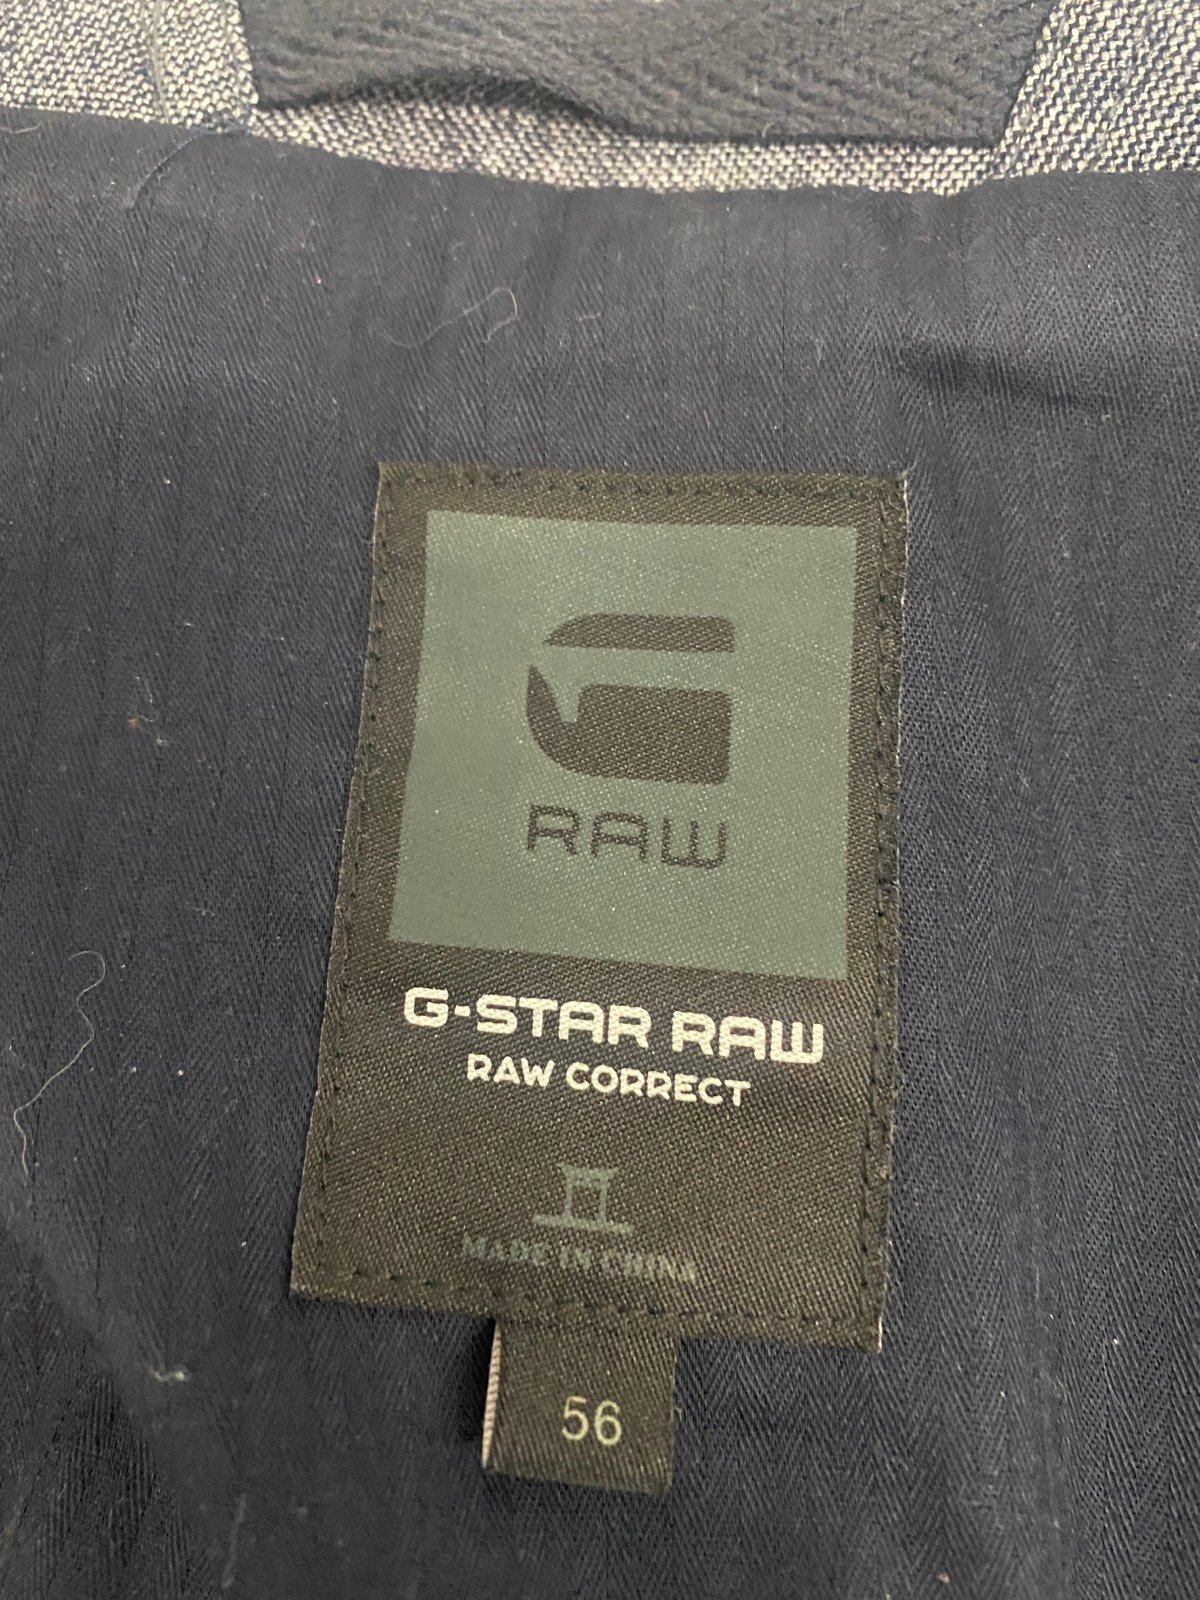 RAW
G-STAR RAW
RAW CORRECT
MADE IN CHINA
56